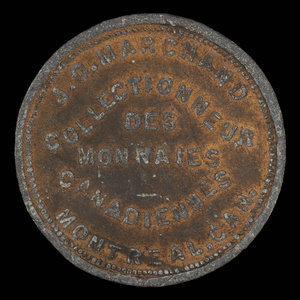 J.O. MARCHAND
COLLECTIONNEUR
DES
MONNAIES
CANADIENNES
MONTREAL. CAN.